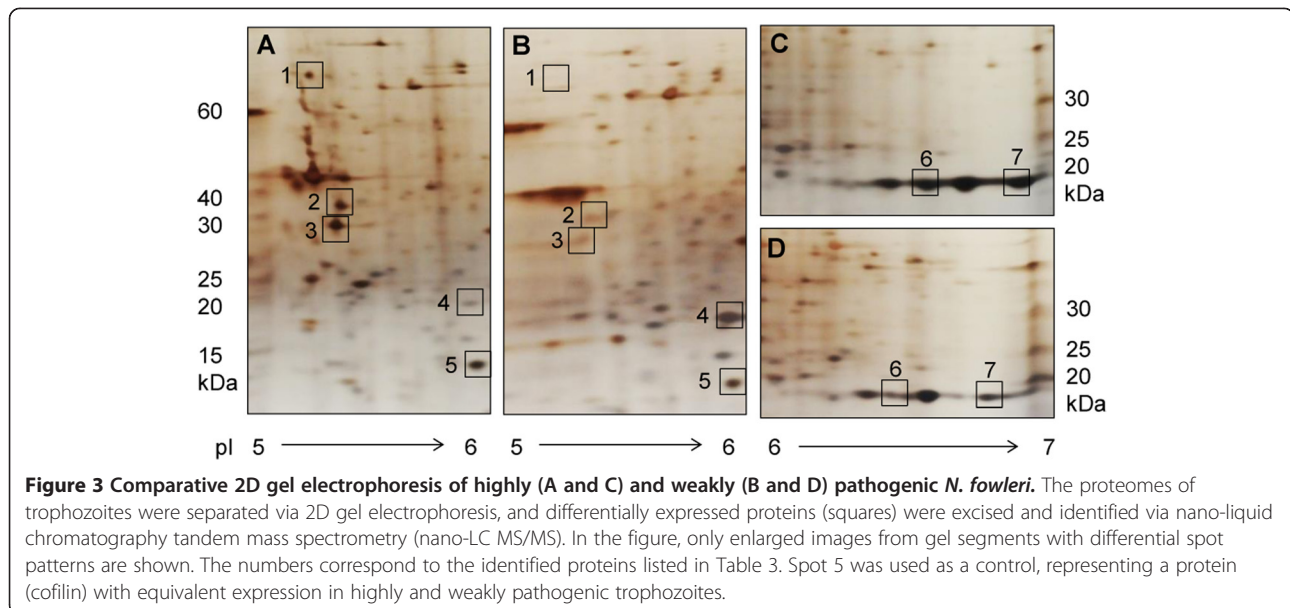 A
B
C
D
1
2
3
4
5
1
2
3
4
5
6
7
6
7
60
40
30
25
20
15
kDa
30
25
20
kDa
30
25
20
kDa
pI 5 6 5 6 6 7
Figure 3 Comparative 2D gel electrophoresis of highly (A and C) and weakly (B and D) pathogenic N. fowleri. The proteomes of
trophozoites were separated via 2D gel electrophoresis, and differentially expressed proteins (squares) were excised and identified via nano-liquid
chromatography tandem mass spectrometry (nano-LC MS/MS). In the figure, only enlarged images from gel segments with differential spot
patterns are shown. The numbers correspond to the identified proteins listed in Table 3. Spot 5 was used as a control, representing a protein
(cofilin) with equivalent expression in highly and weakly pathogenic trophozoites.